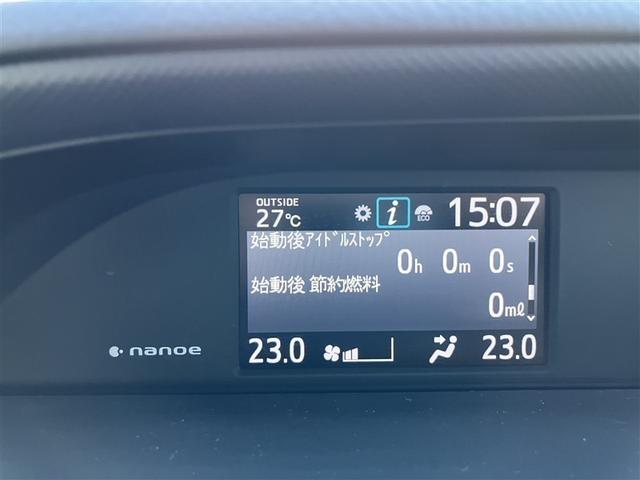 OUTSIDE
27℃
i
ECO
15:07
始動後ｱｲﾄﾞﾙｽﾄｯﾌﾟ
0h 0m 0s
始動後 節約燃料
0mℓ
nanoe
23.0
23.0